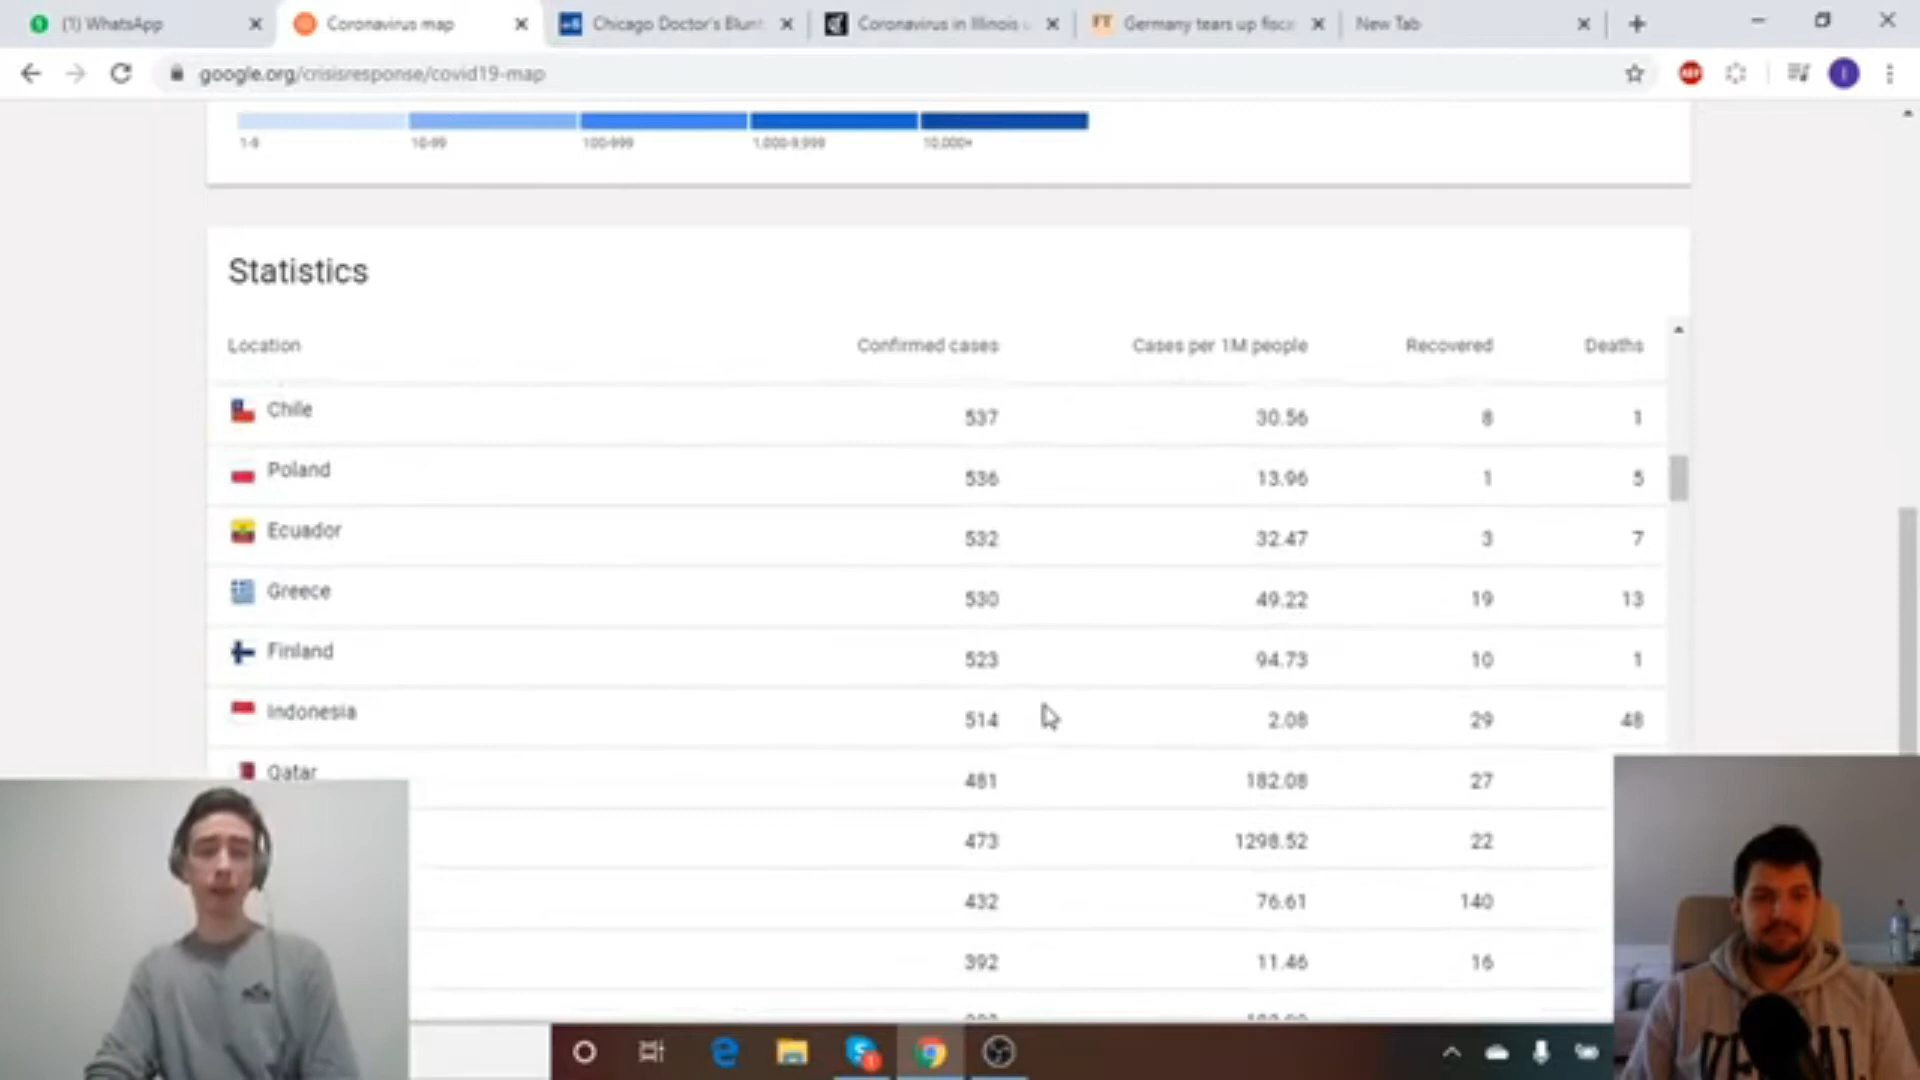 (1) WhatsApp
Coronavirus map
Chicago Doctor's Blunt
Coronavirus in Illinois u
FT Germany tears up fisca
New Tab
google.org/crisisresponse/covid19-map
ABP
I
1-9 10-99 100-999 1,000-9,999 10,000+
Statistics
Location Confirmed cases Cases per 1M people Recovered Deaths
Chile 537 30.56 8 1
Poland 536 13.96 1 5
Ecuador 532 32.47 3 7
Greece 530 49.22 19 13
Finland 523 94.73 10 1
Indonesia 514 2.08 29 48
Qatar 481 182.08 27
473 1298.52 22
432 76.61 140
392 11.46 16